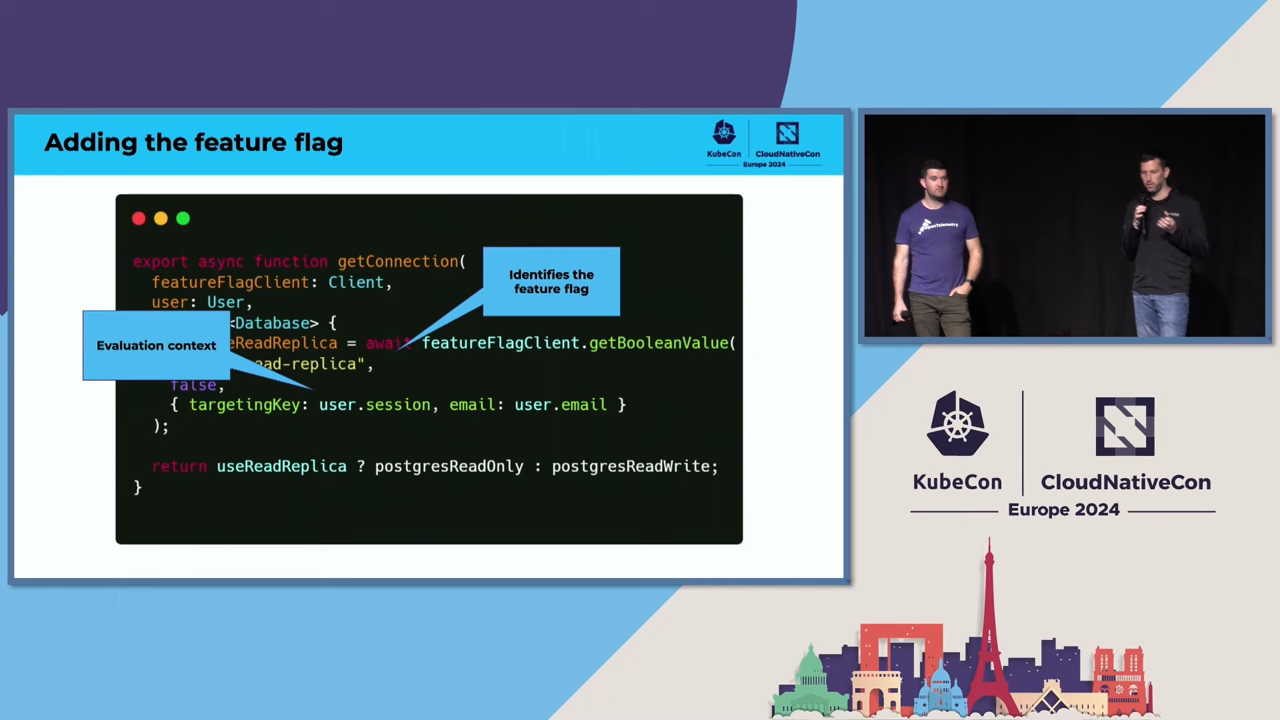 Adding the feature flag
KubeCon
CloudNativeCon
Europe 2024
export async function getConnection(
featureFlagClient: Client,
user: User,
<Database> {
eReadReplica = await featureFlagClient.getBooleanValue(
ad-replica",
false,
{ targetingKey: user.session, email: user.email }
);
return useReadReplica ? postgresReadOnly : postgresReadWrite;
}
Identifies the
feature flag
Evaluation context
OpenTelemetry
KubeCon
CloudNativeCon
Europe 2024